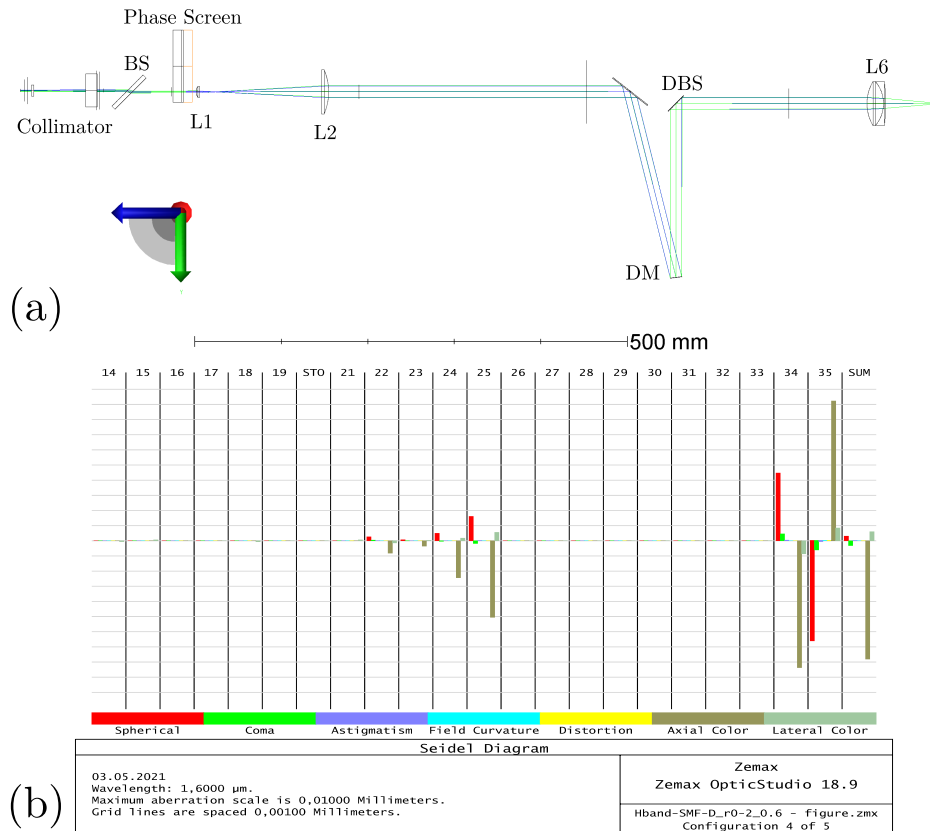 Phase Screen
BS
DBS
L6
Collimator
L1
L2
DM
(a)
500 mm
14 15 16 17 18 19 STO 21 22 23 24 25 26 27 28 29 30 31 32 33 34 35 SUM
Spherical Coma Astigmatism Field Curvature Distortion Axial Color Lateral Color
Seidel Diagram
03.05.2021
Wavelength: 1,6000 µm.
Maximum aberration scale is 0,01000 Millimeters.
Grid lines are spaced 0,00100 Millimeters.
Zemax
Zemax OpticStudio 18.9
Hband-SMF-D_r0-2_0.6 - figure.zmx
Configuration 4 of 5
(b)